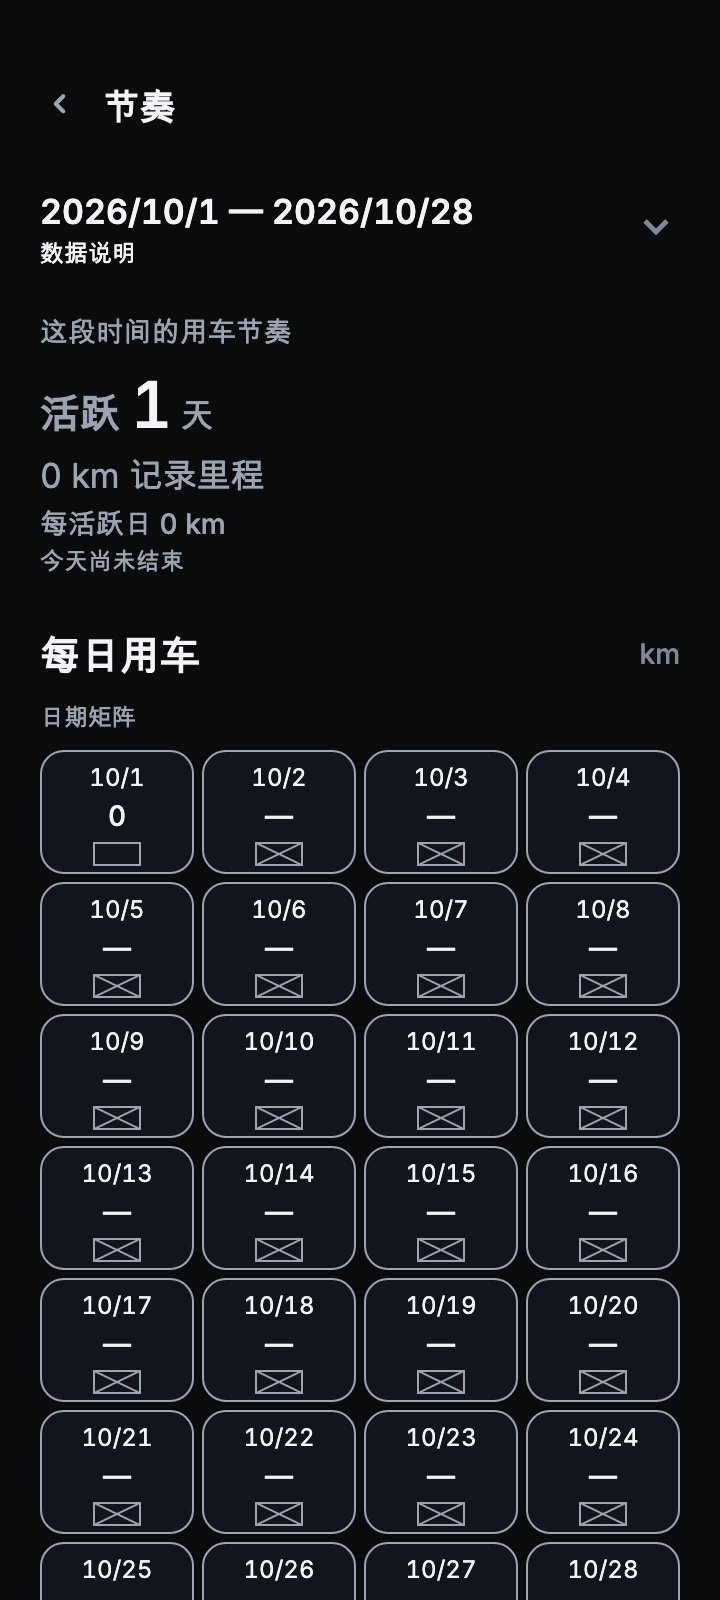 节奏
2026/10/1 — 2026/10/28
数据说明
这段时间的用车节奏
活跃 1 天
0 km 记录里程
每活跃日 0 km
今天尚未结束
每日用车 km
日期矩阵
10/1 10/2 10/3 10/4
0 — — —
10/5 10/6 10/7 10/8
— — — —
10/9 10/10 10/11 10/12
— — — —
10/13 10/14 10/15 10/16
— — — —
10/17 10/18 10/19 10/20
— — — —
10/21 10/22 10/23 10/24
— — — —
10/25 10/26 10/27 10/28